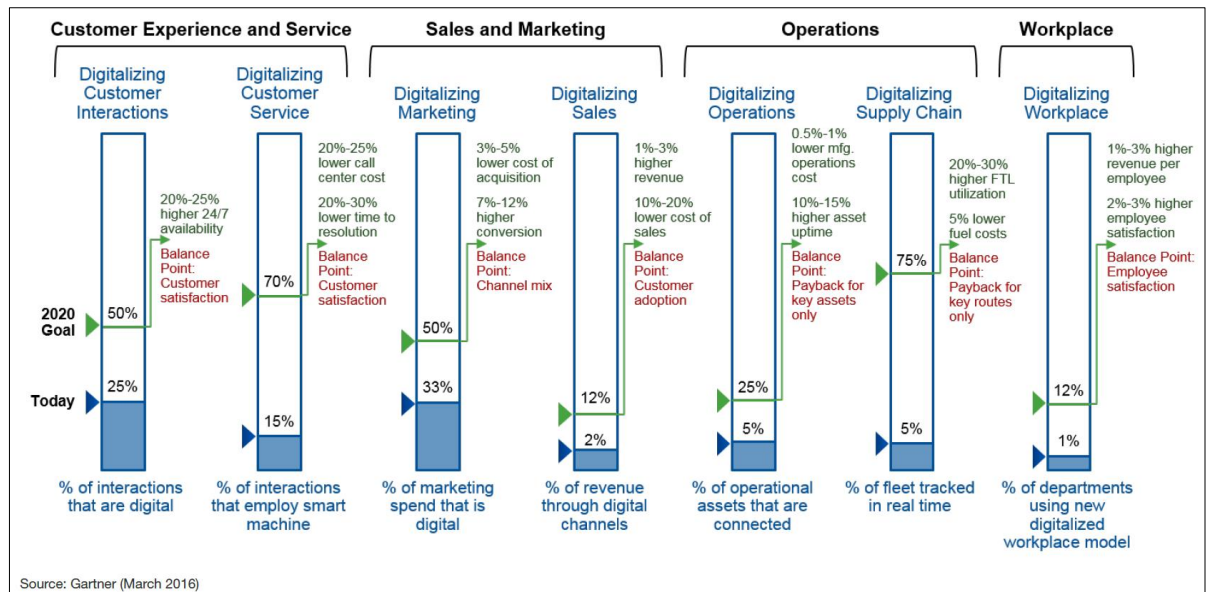 Customer Experience and Service
Sales and Marketing
Operations
Workplace
Digitalizing
Customer
Interactions
20%-25%
higher 24/7
availability
Balance
Point:
Customer
satisfaction
2020
Goal
50%
Today
25%
% of interactions
that are digital
Digitalizing
Customer
Service
20%-25%
lower call
center cost
20%-30%
lower time to
resolution
Balance
Point:
Customer
satisfaction
70%
15%
% of interactions
that employ smart
machine
Digitalizing
Marketing
3%-5%
lower cost of
acquisition
7%-12%
higher
conversion
Balance
Point:
Channel mix
50%
33%
% of marketing
spend that is
digital
Digitalizing
Sales
1%-3%
higher
revenue
10%-20%
lower cost of
sales
Balance
Point:
Customer
adoption
12%
2%
% of revenue
through digital
channels
Digitalizing
Operations
0.5%-1%
lower mfg.
operations
cost
10%-15%
higher asset
uptime
Balance
Point:
Payback for
key assets
only
25%
5%
% of operational
assets that are
connected
Digitalizing
Supply Chain
20%-30%
higher FTL
utilization
5% lower
fuel costs
Balance
Point:
Payback for
key routes
only
75%
5%
% of fleet tracked
in real time
Digitalizing
Workplace
1%-3% higher
revenue per
employee
2%-3% higher
employee
satisfaction
Balance Point:
Employee
satisfaction
12%
1%
% of departments
using new
digitalized
workplace model
Source: Gartner (March 2016)